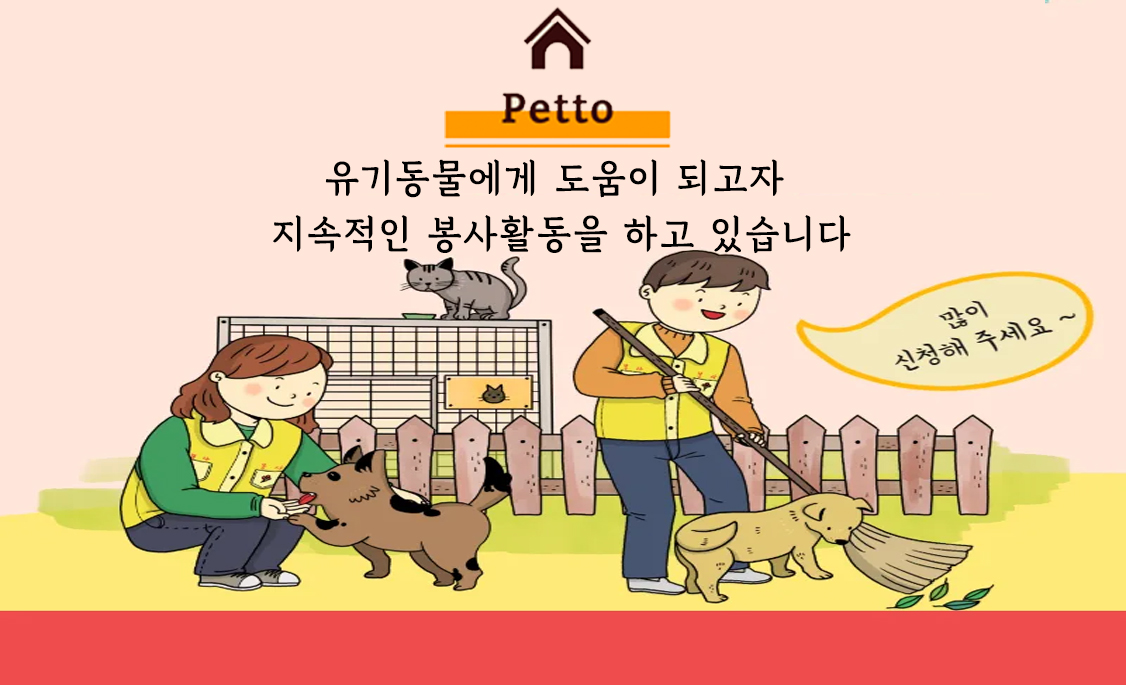 Petto
유기동물에게 도움이 되고자
지속적인 봉사활동을 하고 있습니다
많이
신청해 주세요 ~